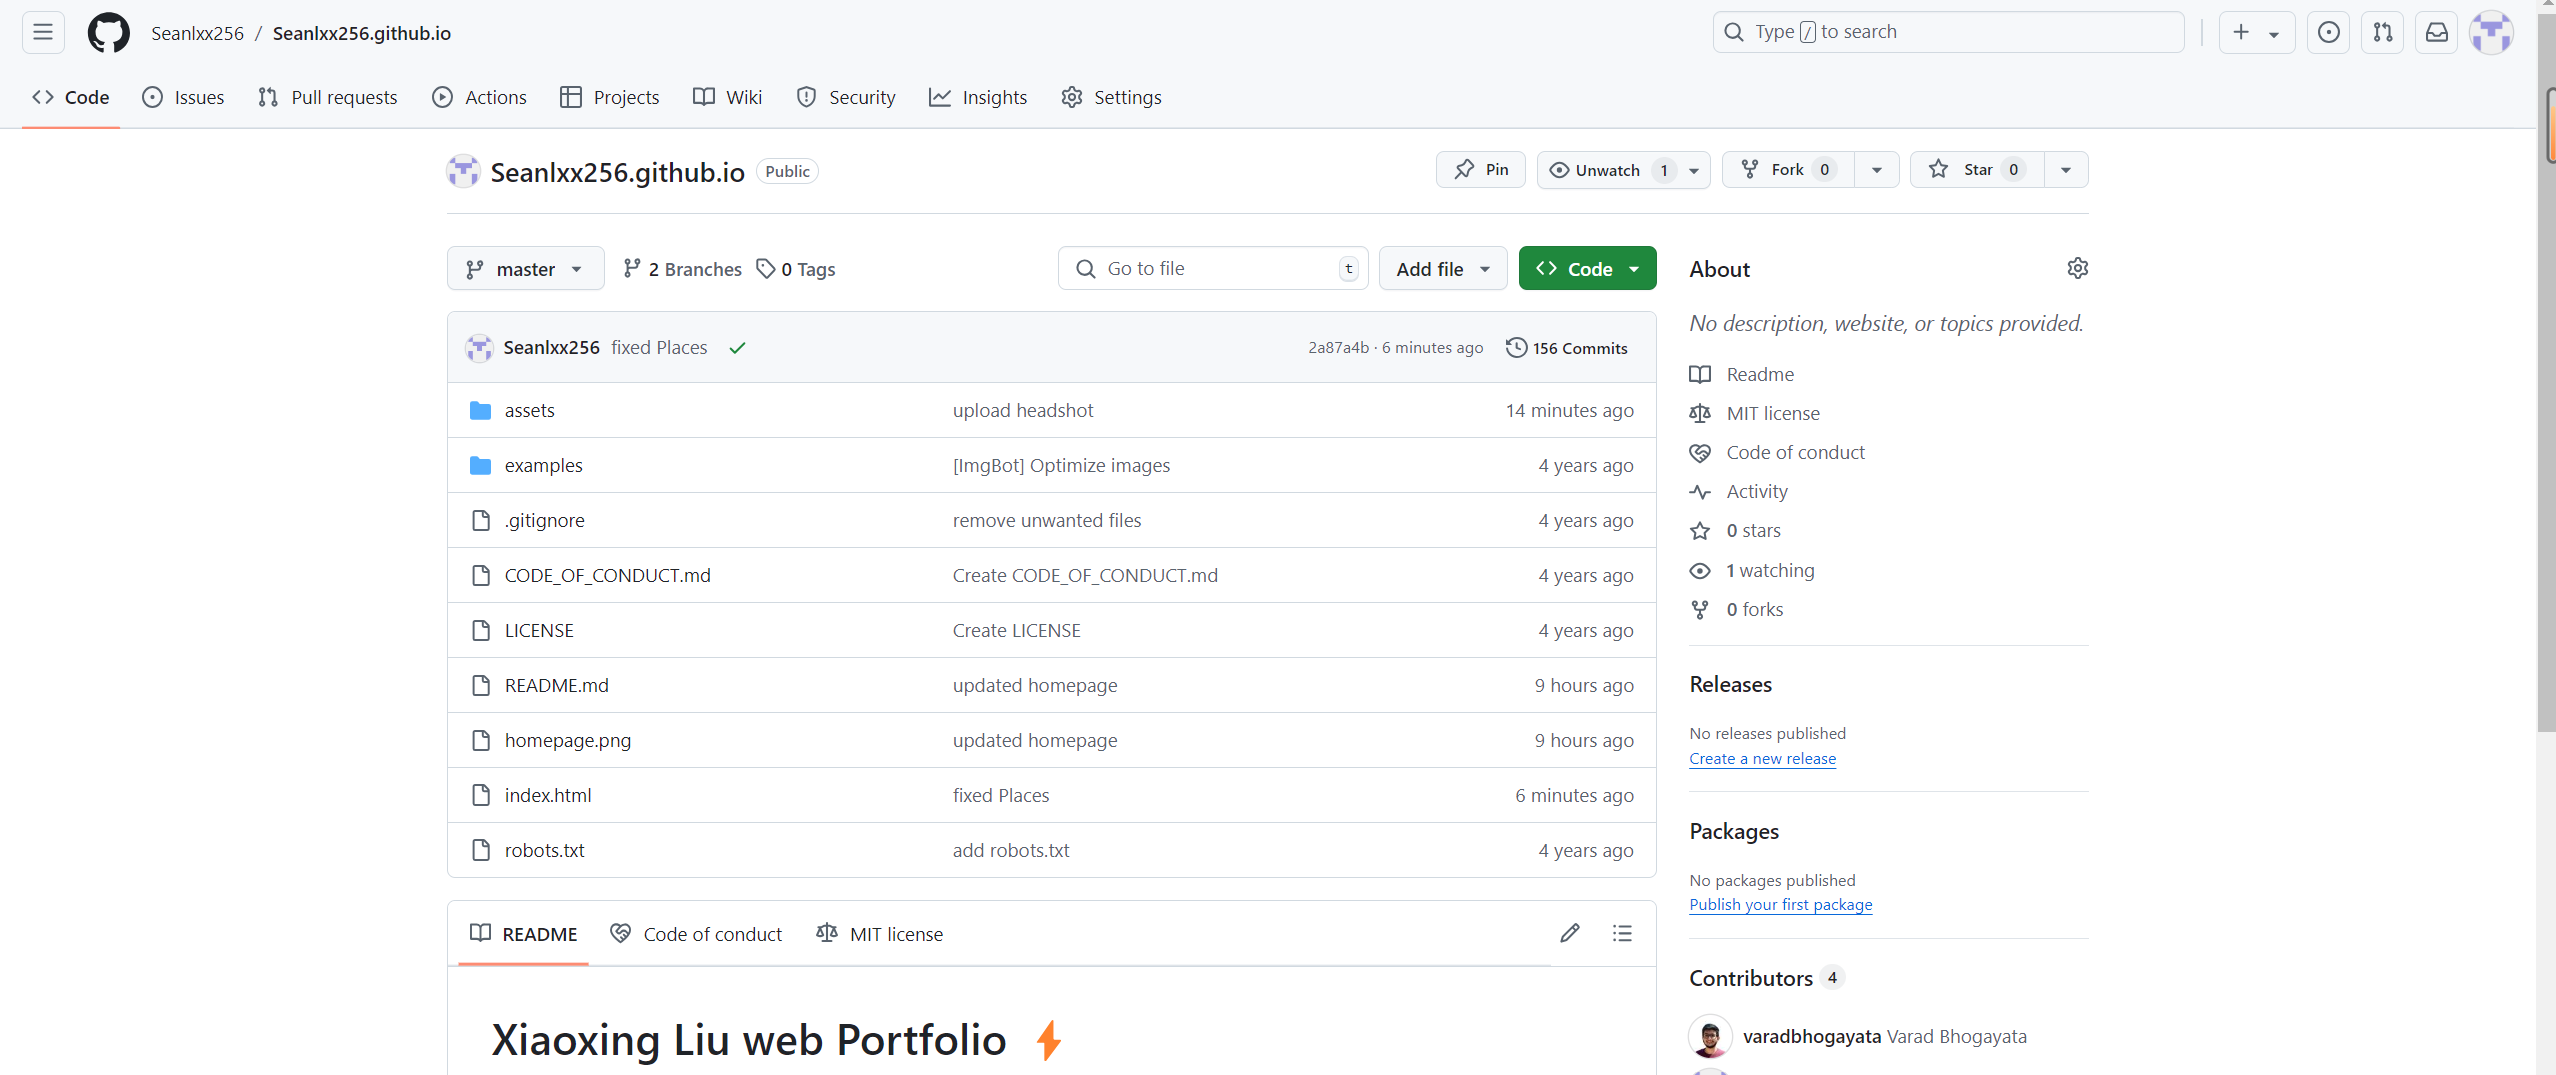 Seanlxx256 / Seanlxx256.github.io
Type / to search
Code Issues Pull requests Actions Projects Wiki Security Insights Settings
Seanlxx256.github.io Public
Pin Unwatch 1 Fork 0 Star 0
master 2 Branches 0 Tags Go to file t Add file Code
Seanlxx256 fixed Places 2a87a4b · 6 minutes ago 156 Commits
assets upload headshot 14 minutes ago
examples [ImgBot] Optimize images 4 years ago
.gitignore remove unwanted files 4 years ago
CODE_OF_CONDUCT.md Create CODE_OF_CONDUCT.md 4 years ago
LICENSE Create LICENSE 4 years ago
README.md updated homepage 9 hours ago
homepage.png updated homepage 9 hours ago
index.html fixed Places 6 minutes ago
robots.txt add robots.txt 4 years ago
README Code of conduct MIT license
Xiaoxing Liu web Portfolio
About
No description, website, or topics provided.
Readme
MIT license
Code of conduct
Activity
0 stars
1 watching
0 forks
Releases
No releases published
Create a new release
Packages
No packages published
Publish your first package
Contributors 4
varadbhogayata Varad Bhogayata